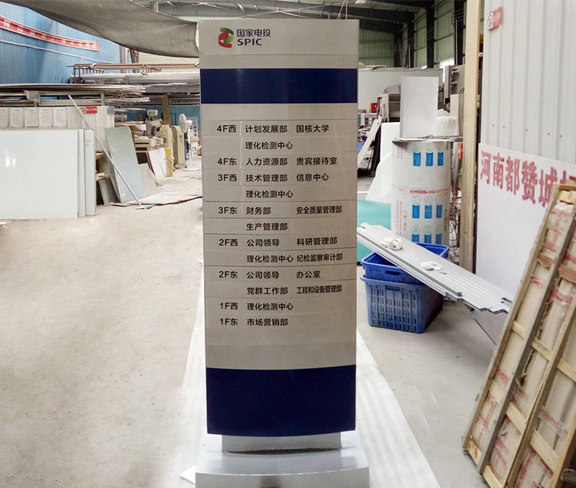 国家电投
SPIC
4F西 计划发展部 国核大学
理化检测中心
4F东 人力资源部 贵宾接待室
3F西 技术管理部 信息中心
理化检测中心
3F东 财务部 安全质量管理部
生产管理部
2F西 公司领导 科研管理部
理化检测中心 纪检监察审计部
2F东 公司领导 办公室
党群工作部 工程和设备管理部
1F西 理化检测中心
1F东 市场营销部
河南都赞城